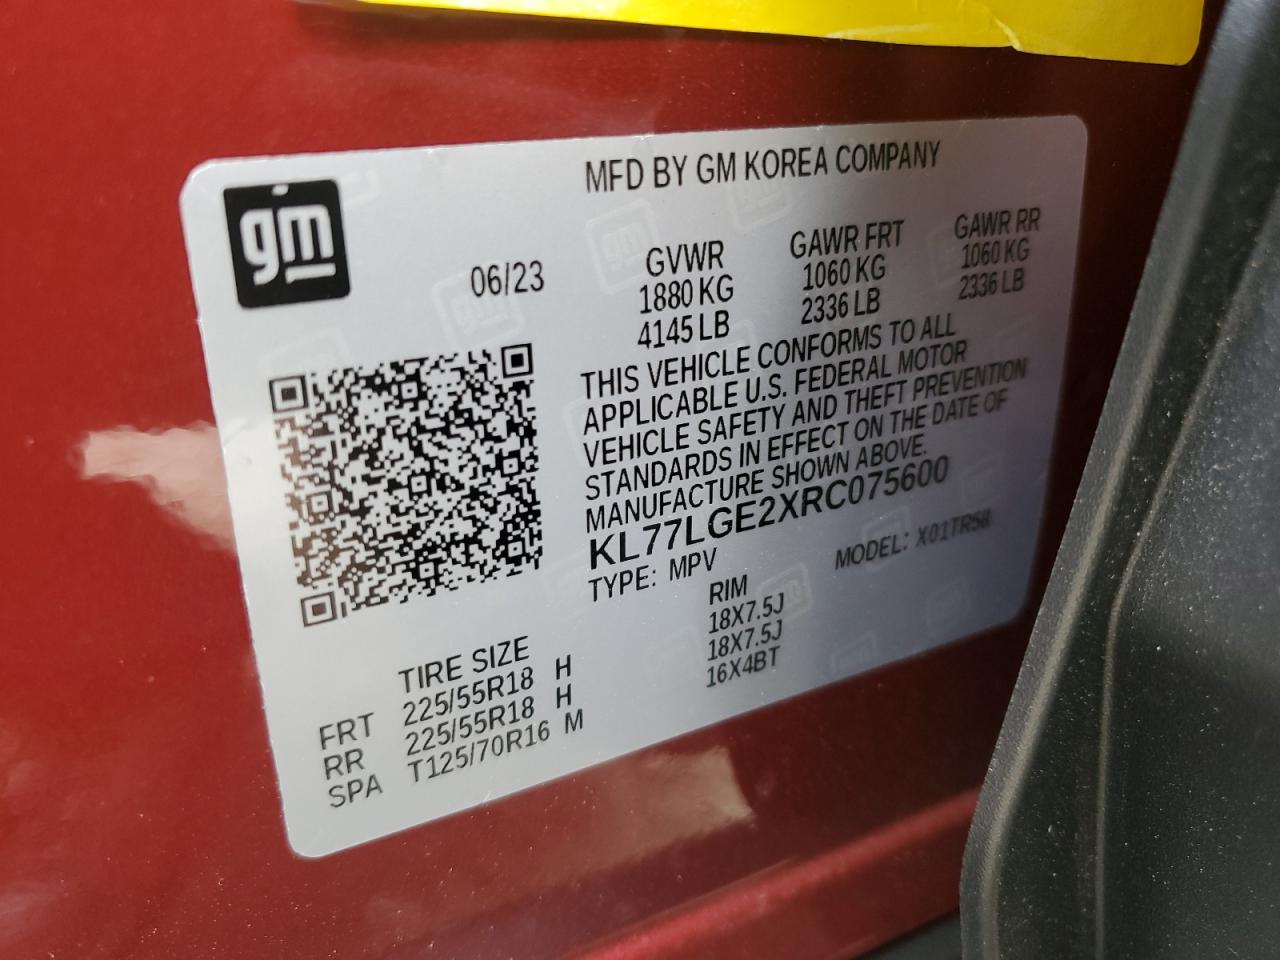 gm
MFD BY GM KOREA COMPANY
06/23
GVWR GAWR FRT GAWR RR
1880 KG 1060 KG 1060 KG
4145 LB 2336 LB 2336 LB
THIS VEHICLE CONFORMS TO ALL
APPLICABLE U.S. FEDERAL MOTOR
VEHICLE SAFETY AND THEFT PREVENTION
STANDARDS IN EFFECT ON THE DATE OF
MANUFACTURE SHOWN ABOVE.
KL77LGE2XRC075600
TYPE: MPV MODEL: X01TR58
TIRE SIZE RIM
FRT 225/55R18 H 18X7.5J
RR 225/55R18 H 18X7.5J
SPA T125/70R16 M 16X4BT